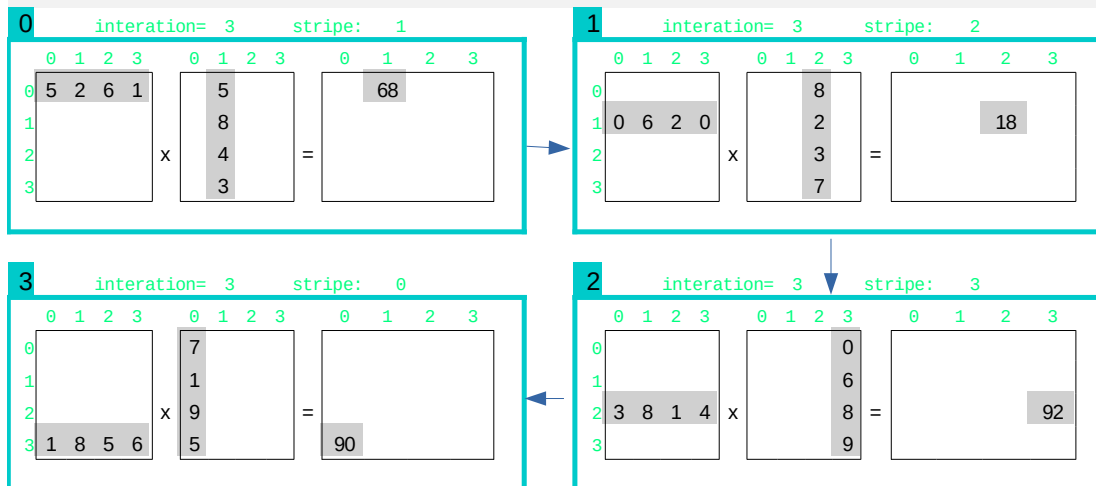 0 interation= 3 stripe: 1
0 1 2 3 0 1 2 3 0 1 2 3
0 5 2 6 1 5 68
1 8
2 x 4 =
3 3
1 interation= 3 stripe: 2
0 1 2 3 0 1 2 3 0 1 2 3
0 8
1 0 6 2 0 2 18
2 x 3 =
3 7
3 interation= 3 stripe: 0
0 1 2 3 0 1 2 3 0 1 2 3
0 7
1 1
2 x 9 =
3 1 8 5 6 5 90
2 interation= 3 stripe: 3
0 1 2 3 0 1 2 3 0 1 2 3
0 0
1 6
2 3 8 1 4 x 8 = 92
3 9